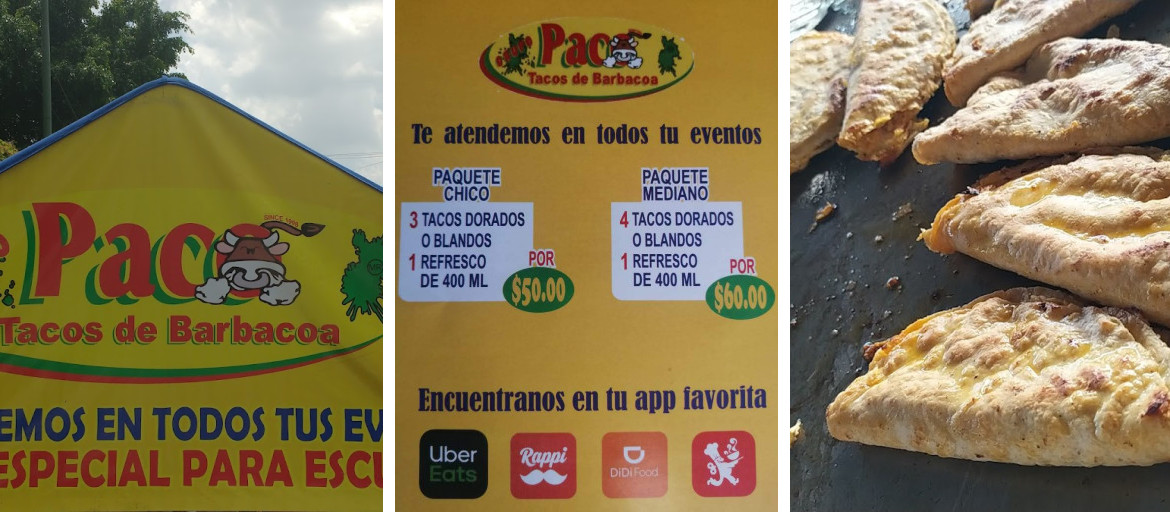 Paco
SINCE 1986
Tacos de Barbacoa
EMOS EN TODOS TUS EV
ESPECIAL PARA ESCU
Paco
Tacos de Barbacoa
Te atendemos en todos tu eventos
PAQUETE
CHICO
3 TACOS DORADOS
O BLANDOS
1 REFRESCO
DE 400 ML
POR
$50.00
PAQUETE
MEDIANO
4 TACOS DORADOS
O BLANDOS
1 REFRESCO
DE 400 ML
POR
$60.00
Encuentranos en tu app favorita
Uber
Eats
Rappi
DiDi Food